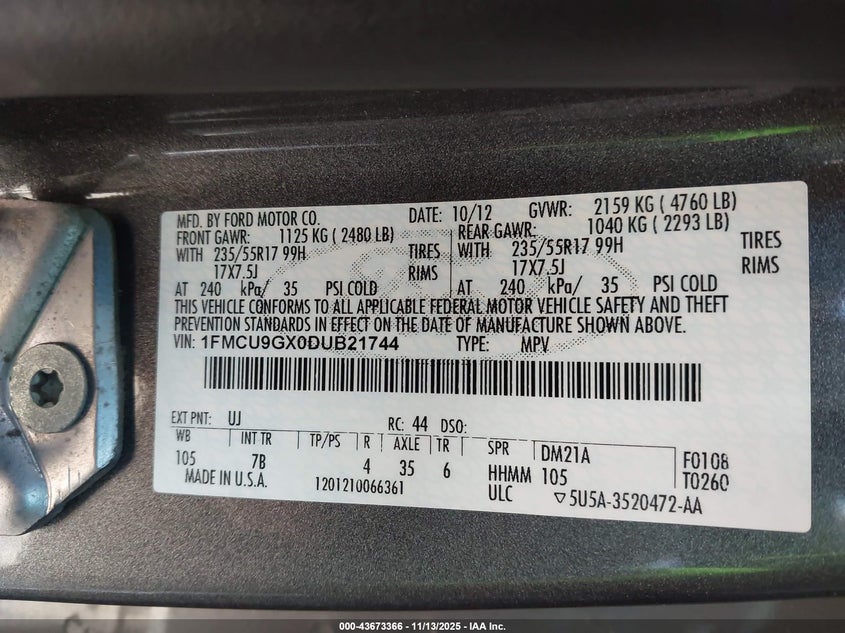 MFD. BY FORD MOTOR CO. DATE: 10/12 GVWR: 2159 KG ( 4760 LB)
FRONT GAWR: 1125 KG ( 2480 LB) REAR GAWR: 1040 KG ( 2293 LB)
WITH 235/55R17 99H TIRES WITH 235/55R17 99H TIRES
17X7.5J RIMS 17X7.5J RIMS
AT 240 kPa/ 35 PSI COLD AT 240 kPa/ 35 PSI COLD
THIS VEHICLE CONFORMS TO ALL APPLICABLE FEDERAL MOTOR VEHICLE SAFETY AND THEFT
PREVENTION STANDARDS IN EFFECT ON THE DATE OF MANUFACTURE SHOWN ABOVE.
VIN: 1FMCU9GX0DUB21744 TYPE: MPV
EXT PNT: UJ RC: 44 DSO:
WB INT TR TP/PS R AXLE TR SPR DM21A F0108
105 7B 4 35 6 HHMM 105 T0260
MADE IN U.S.A. 1201210066361 ULC ▽5U5A-3520472-AA
000-43673366 - 11/13/2025 - IAA Inc.